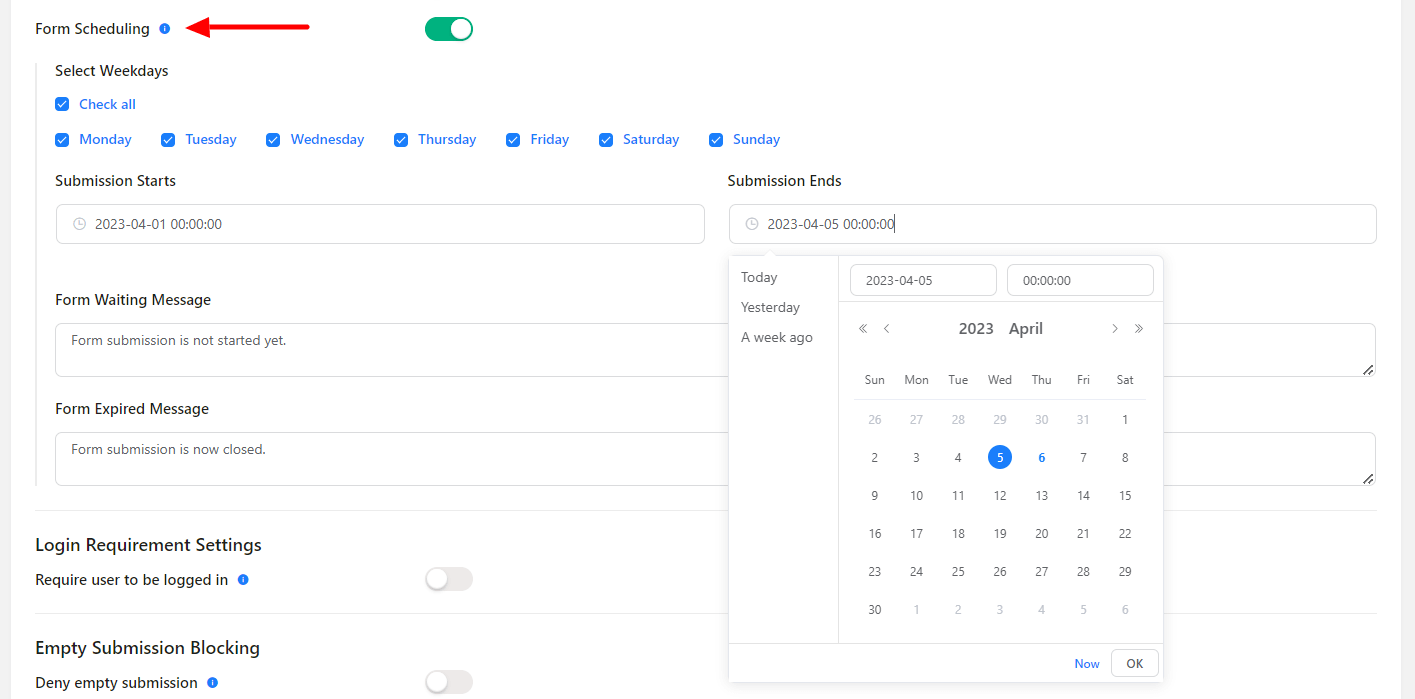 Form Scheduling
Select Weekdays
Check all
Monday Tuesday Wednesday Thursday Friday Saturday Sunday
Submission Starts Submission Ends
2023-04-01 00:00:00 2023-04-05 00:00:00
Today 2023-04-05 00:00:00
Yesterday
A week ago
2023 April
Sun Mon Tue Wed Thu Fri Sat
26 27 28 29 30 31 1
2 3 4 5 6 7 8
9 10 11 12 13 14 15
16 17 18 19 20 21 22
23 24 25 26 27 28 29
30 1 2 3 4 5 6
Now OK
Form Waiting Message
Form submission is not started yet.
Form Expired Message
Form submission is now closed.
Login Requirement Settings
Require user to be logged in
Empty Submission Blocking
Deny empty submission